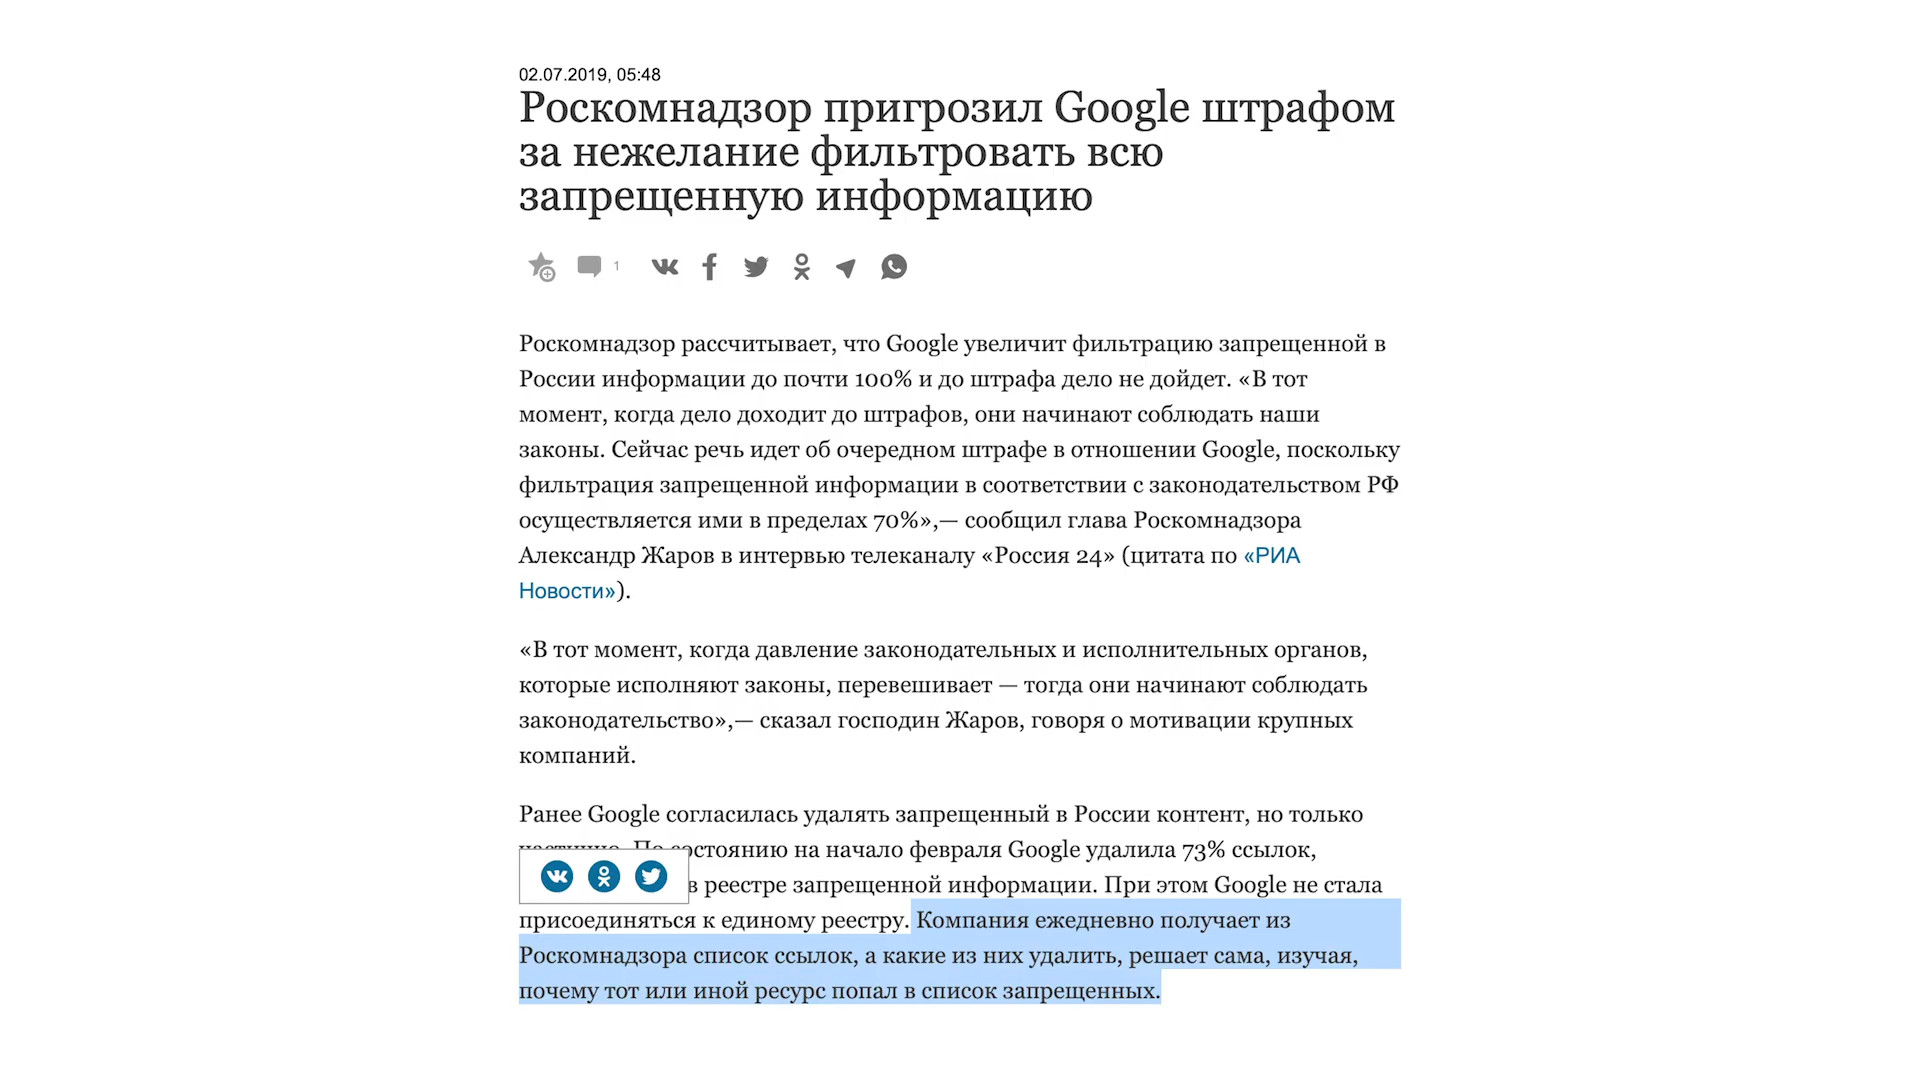 02.07.2019, 05:48
Роскомнадзор пригрозил Google штрафом
за нежелание фильтровать всю
запрещенную информацию
1
Роскомнадзор рассчитывает, что Google увеличит фильтрацию запрещенной в
России информации до почти 100% и до штрафа дело не дойдет. «В тот
момент, когда дело доходит до штрафов, они начинают соблюдать наши
законы. Сейчас речь идет об очередном штрафе в отношении Google, поскольку
фильтрация запрещенной информации в соответствии с законодательством РФ
осуществляется ими в пределах 70%»,— сообщил глава Роскомнадзора
Александр Жаров в интервью телеканалу «Россия 24» (цитата по «РИА
Новости»).
«В тот момент, когда давление законодательных и исполнительных органов,
которые исполняют законы, перевешивает — тогда они начинают соблюдать
законодательство»,— сказал господин Жаров, говоря о мотивации крупных
компаний.
Ранее Google согласилась удалять запрещенный в России контент, но только
частично. По состоянию на начало февраля Google удалила 73% ссылок,
в реестре запрещенной информации. При этом Google не стала
присоединяться к единому реестру. Компания ежедневно получает из
Роскомнадзора список ссылок, а какие из них удалить, решает сама, изучая,
почему тот или иной ресурс попал в список запрещенных.